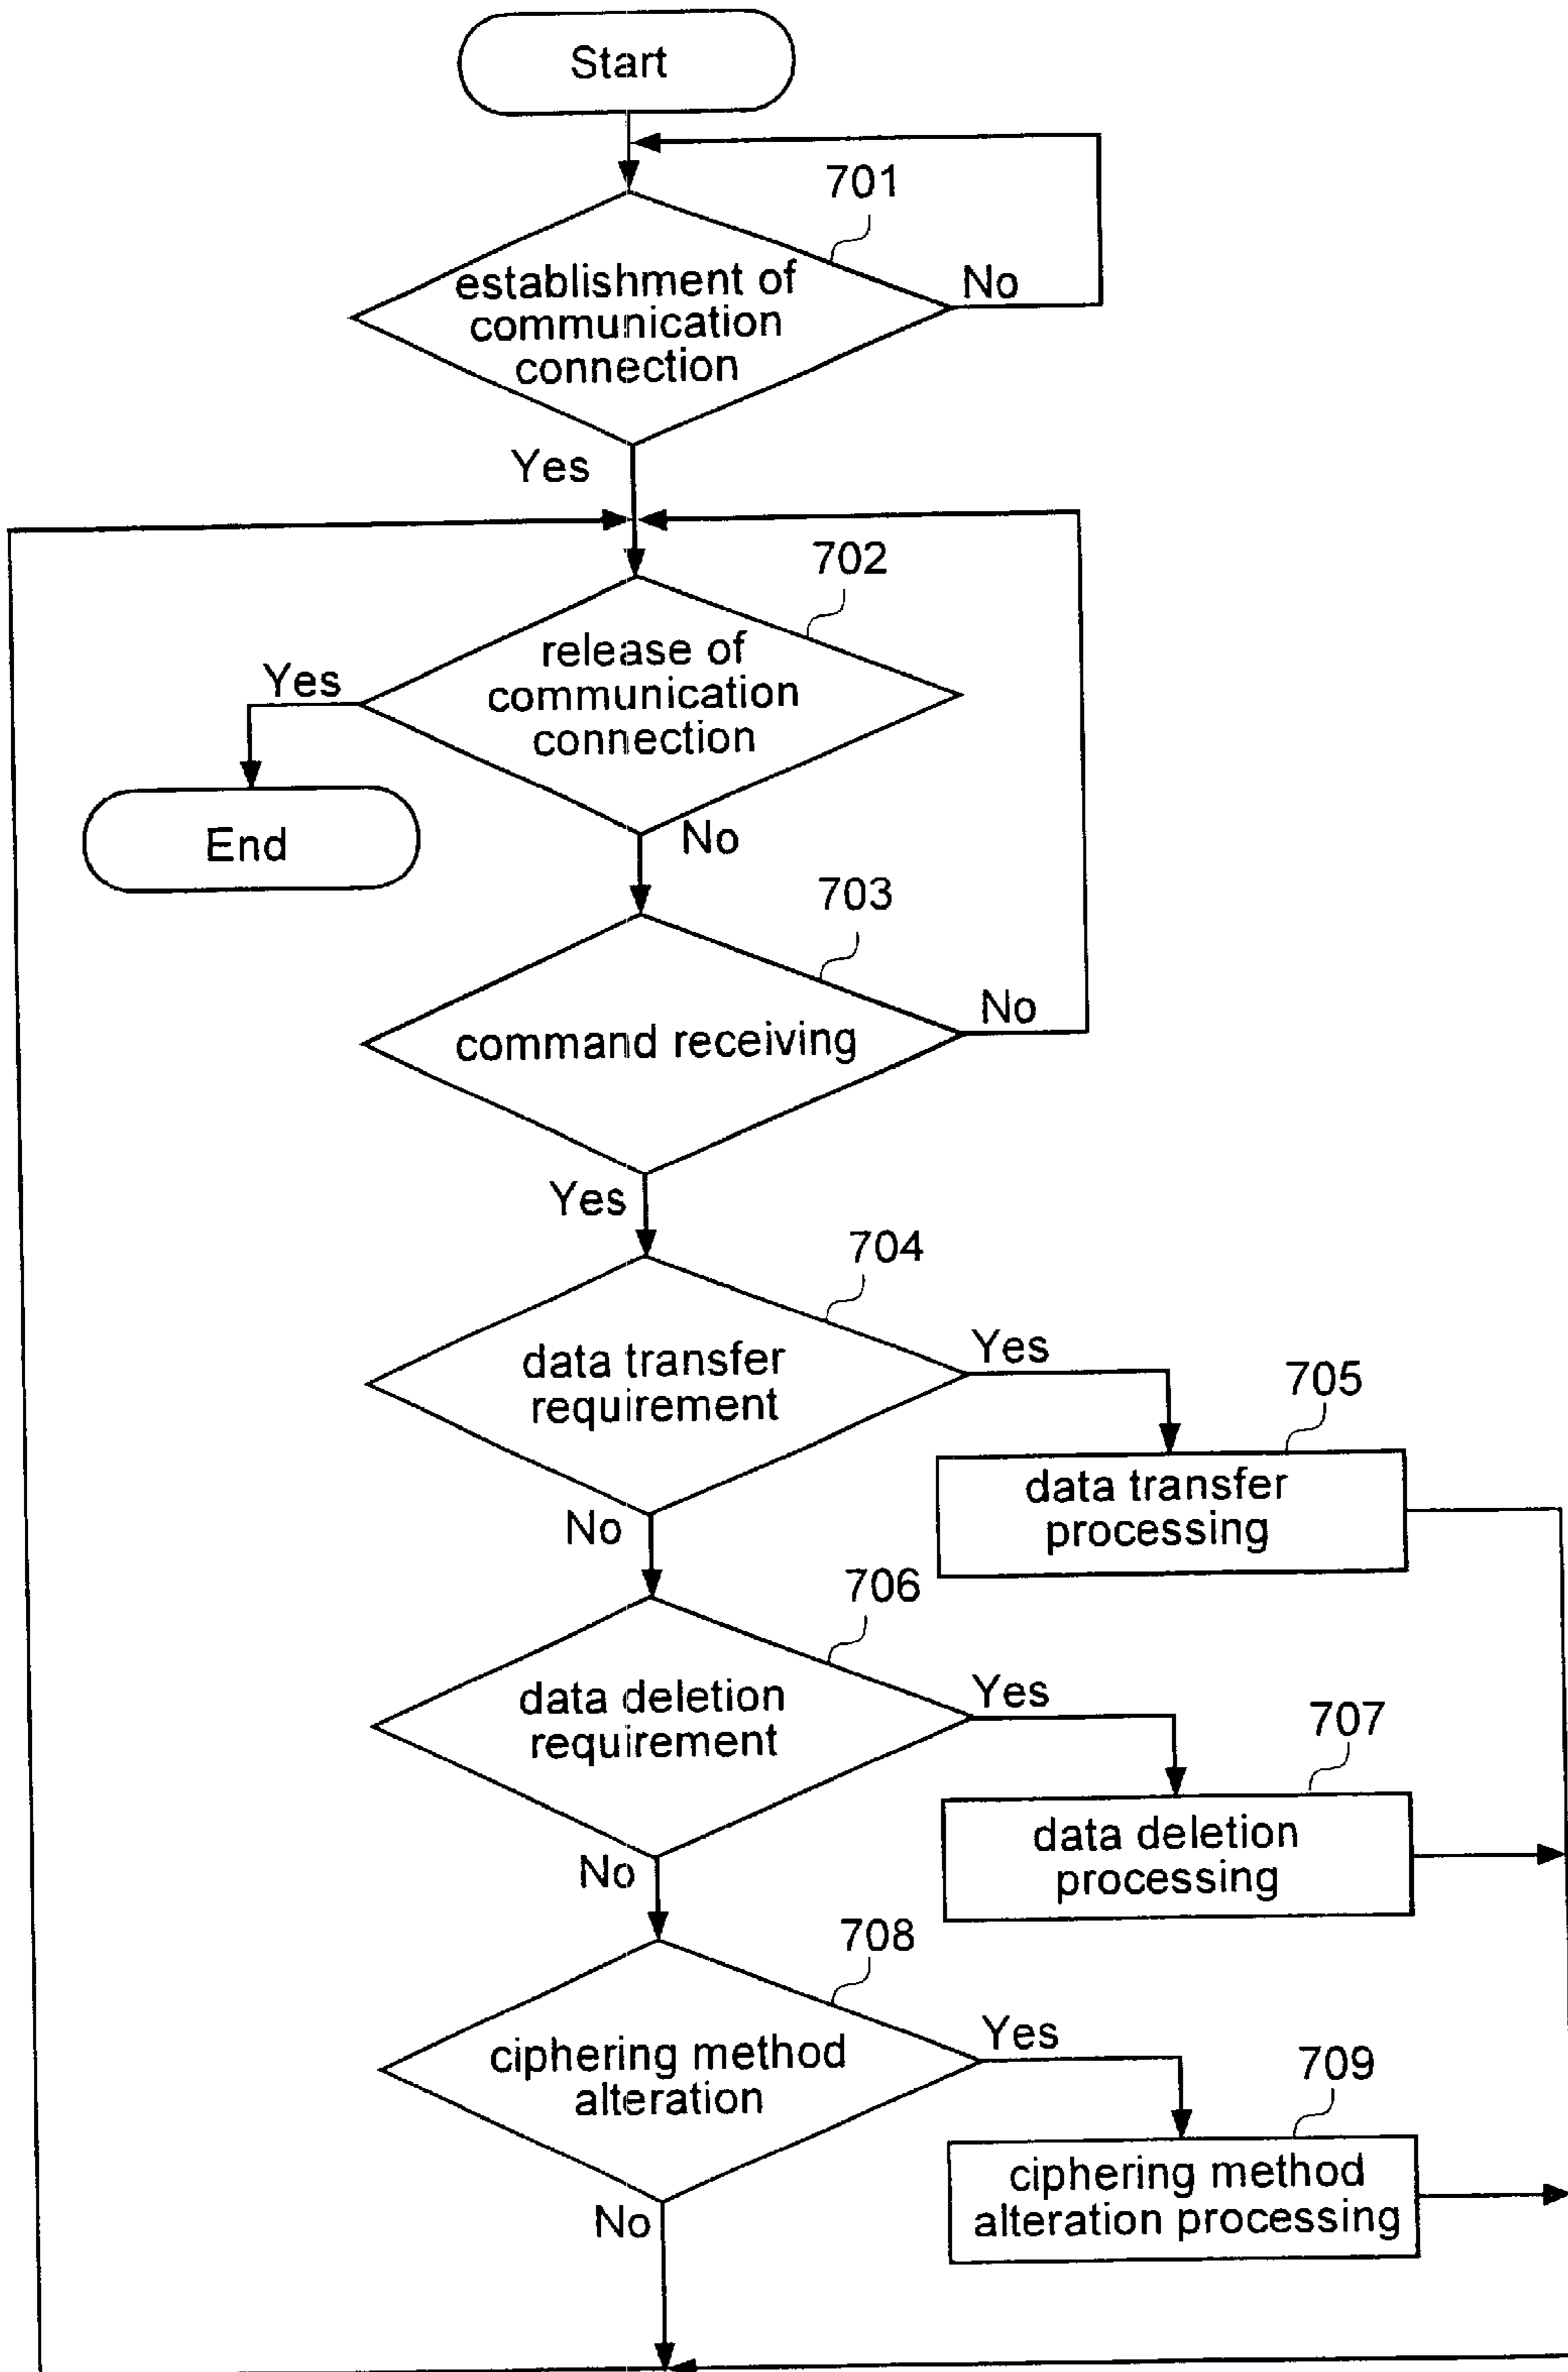 Start
701
establishment of
communication
connection
No
Yes
702
release of
communication
connection
Yes
End
No
703
command receiving
No
Yes
704
data transfer
requirement
Yes
705
data transfer
processing
No
706
data deletion
requirement
Yes
707
data deletion
processing
No
708
ciphering method
alteration
Yes
709
ciphering method
alteration processing
No